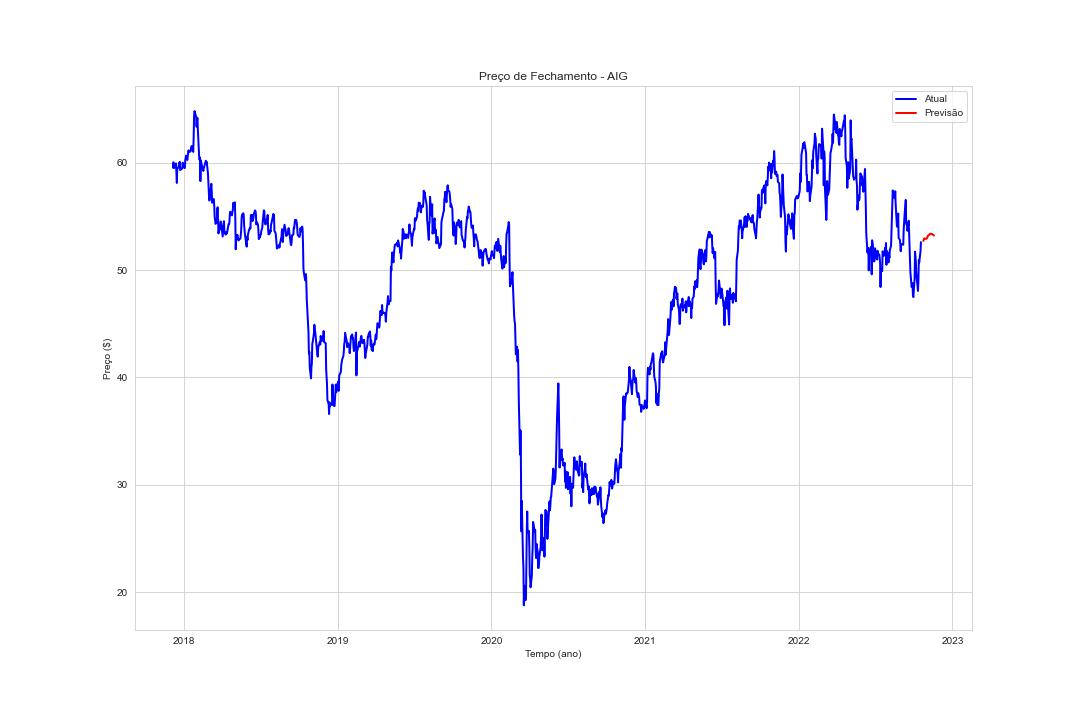 Preço de Fechamento - AIG
Atual
Previsão
Preço ($)
60
50
40
30
20
2018
2019
2020
2021
2022
2023
Tempo (ano)